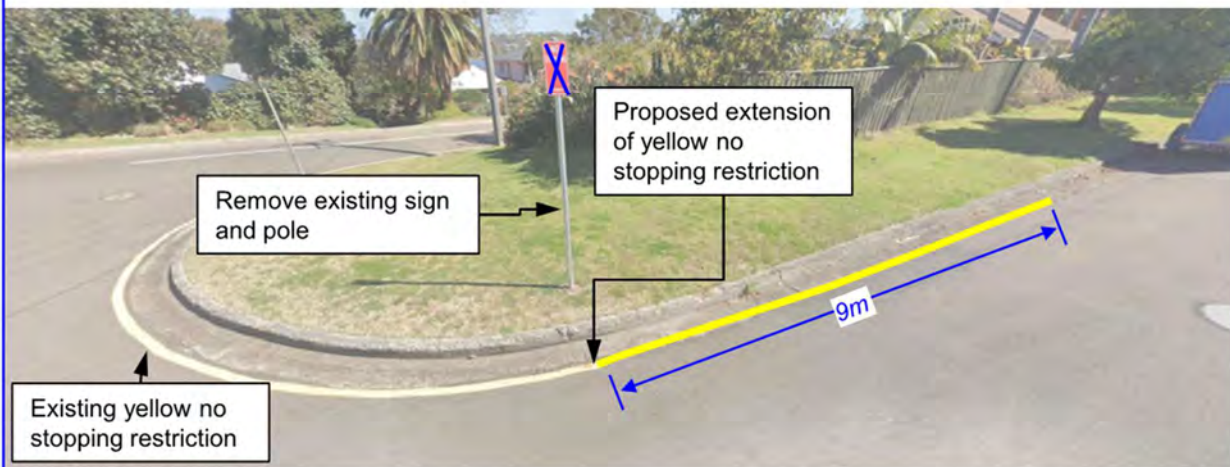 Proposed extension
of yellow no
stopping restriction
Remove existing sign
and pole
9m
Existing yellow no
stopping restriction